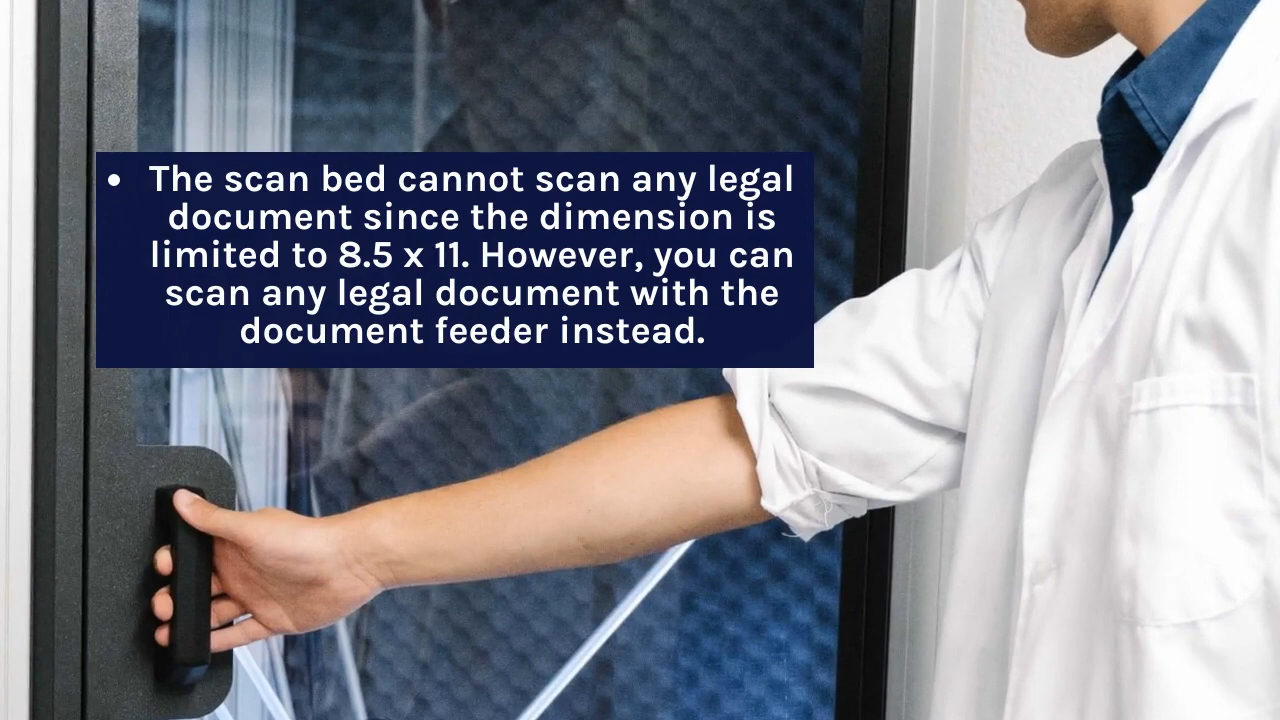 • The scan bed cannot scan any legal
document since the dimension is
limited to 8.5 x 11. However, you can
scan any legal document with the
document feeder instead.